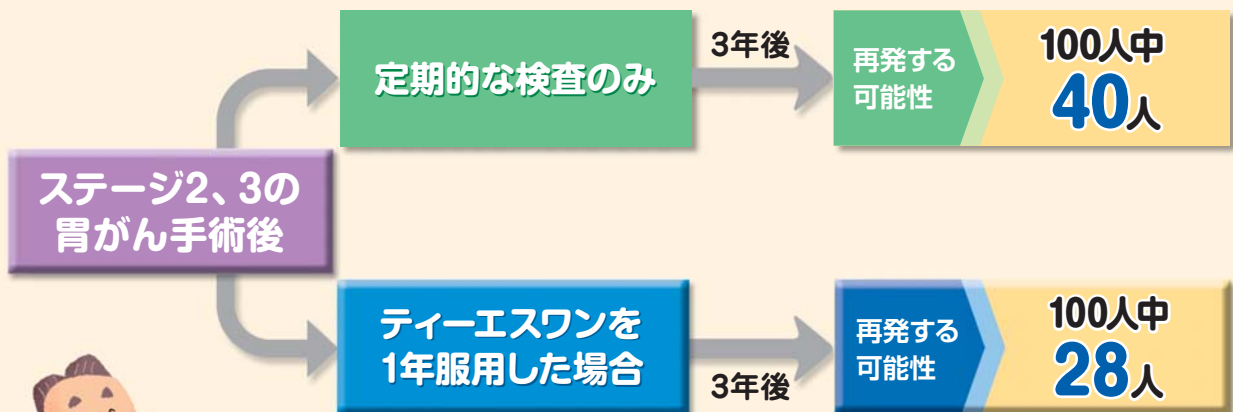 ステージ2、3の
胃がん手術後
定期的な検査のみ
3年後
再発する
可能性
100人中
40人
ティーエスワンを
1年服用した場合
3年後
再発する
可能性
100人中
28人